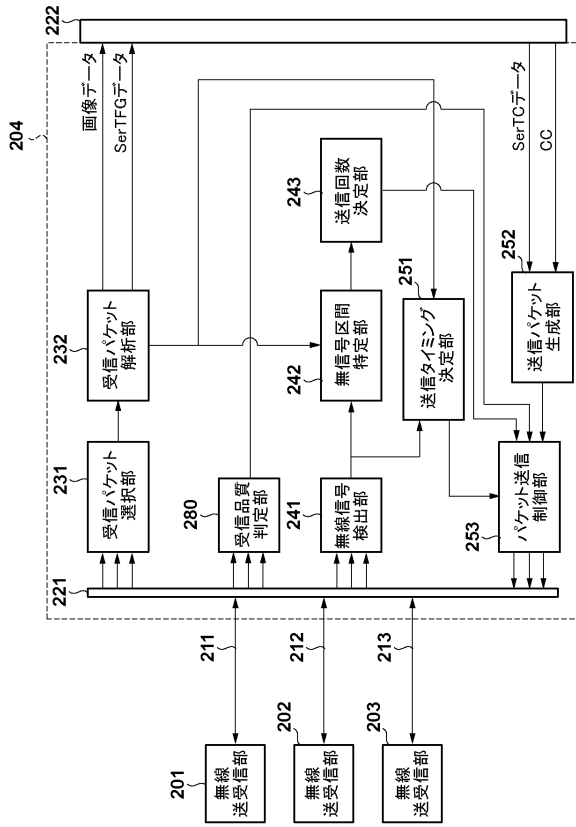 204
222
画像データ
SerTFGデータ
SerTCデータ
CC
232
受信パケット
解析部
243
送信回数
決定部
251
送信タイミング
決定部
252
送信パケット
生成部
242
無信号区間
特定部
231
受信パケット
選択部
280
受信品質
判定部
241
無線信号
検出部
253
パケット送信
制御部
221
211
212
213
201
無線
送受信部
202
無線
送受信部
203
無線
送受信部